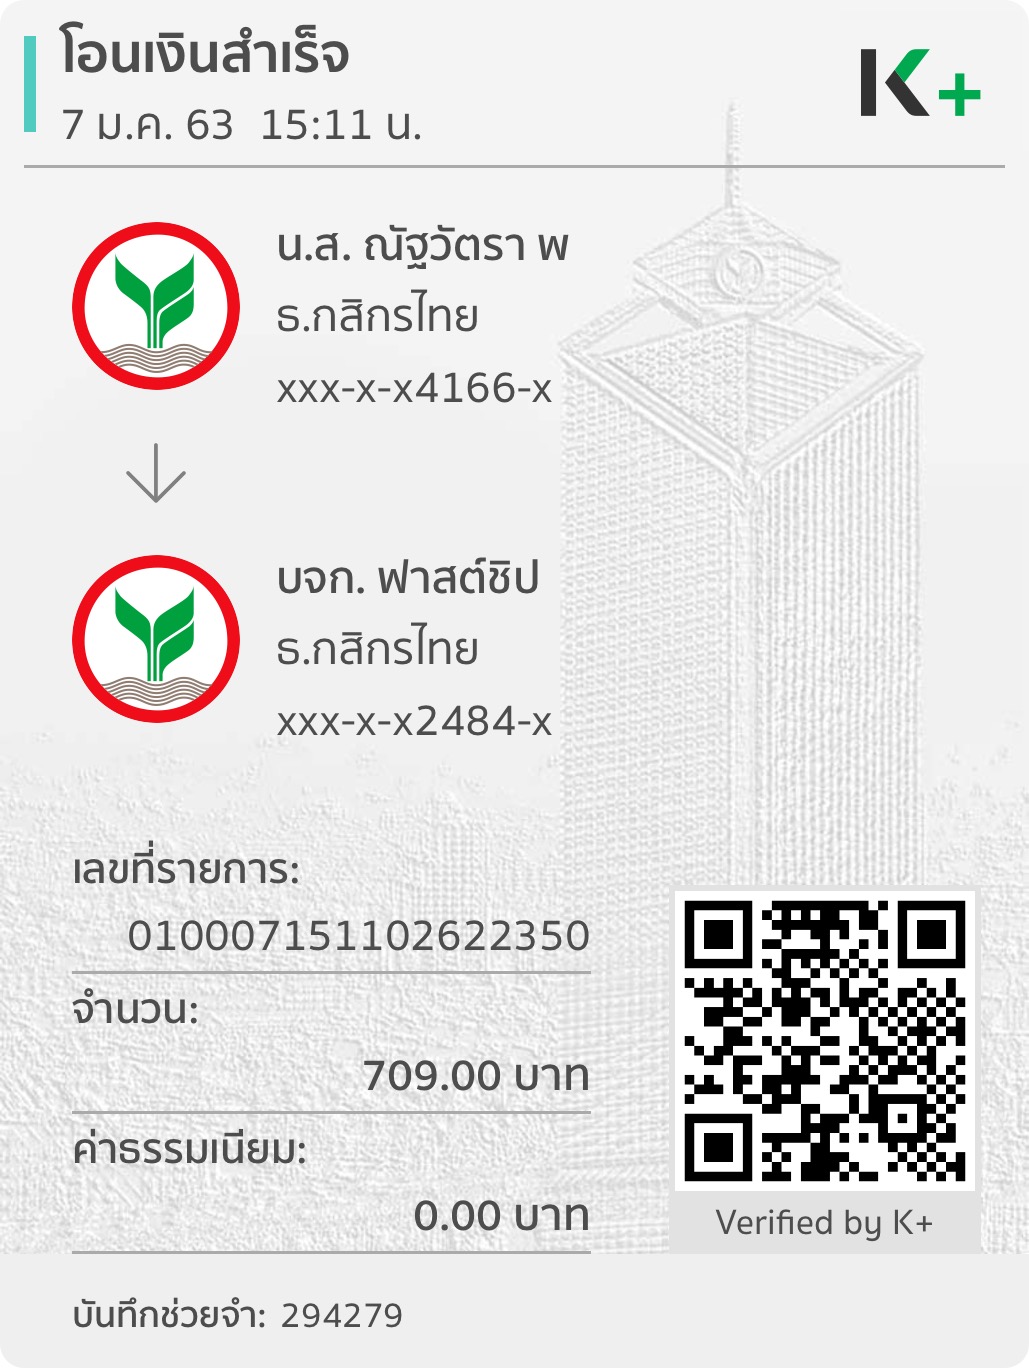 โอนเงินสำเร็จ
7 ม.ค. 63 15:11 น.
K+
น.ส. ณัฐวัตรา พ
ธ.กสิกรไทย
xxx-x-x4166-x
บจก. ฟาสต์ชิป
ธ.กสิกรไทย
xxx-x-x2484-x
เลขที่รายการ:
010007151102622350
จำนวน:
709.00 บาท
ค่าธรรมเนียม:
0.00 บาท
Verified by K+
บันทึกช่วยจำ: 294279